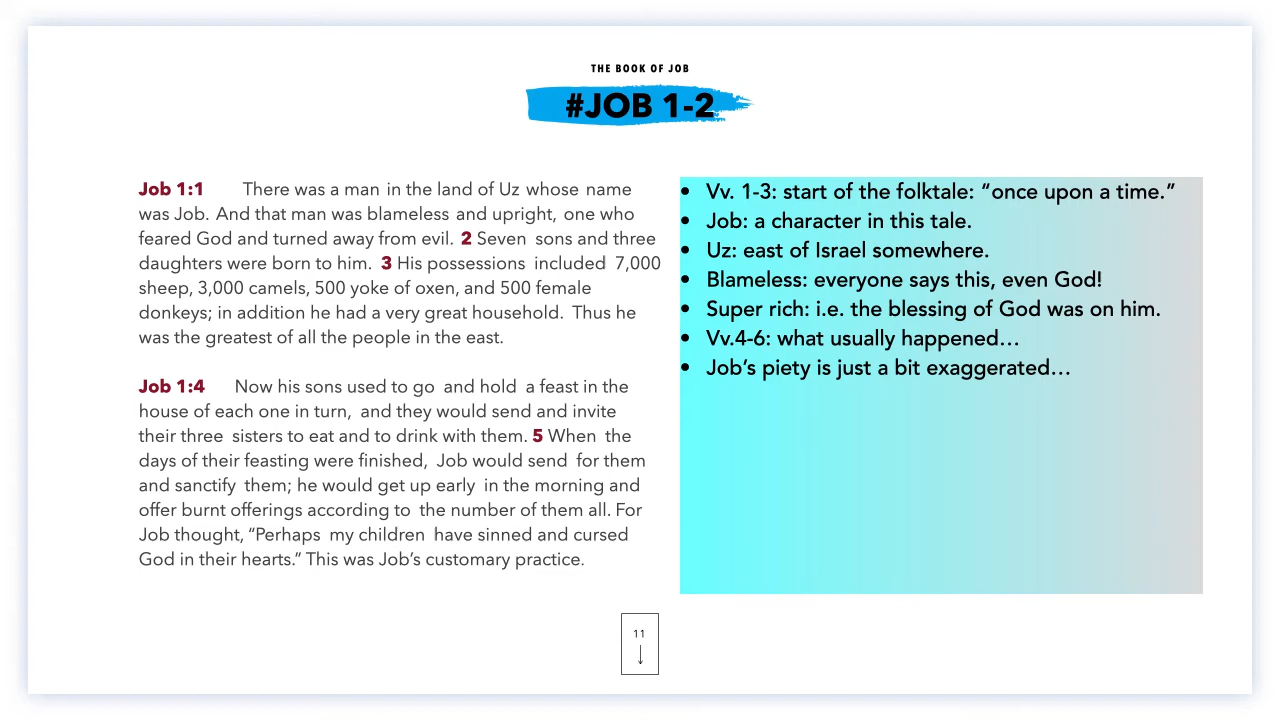 THE BOOK OF JOB
#JOB 1-2
Job 1:1 There was a man in the land of Uz whose name
was Job. And that man was blameless and upright, one who
feared God and turned away from evil. 2 Seven sons and three
daughters were born to him. 3 His possessions included 7,000
sheep, 3,000 camels, 500 yoke of oxen, and 500 female
donkeys; in addition he had a very great household. Thus he
was the greatest of all the people in the east.
Job 1:4 Now his sons used to go and hold a feast in the
house of each one in turn, and they would send and invite
their three sisters to eat and to drink with them. 5 When the
days of their feasting were finished, Job would send for them
and sanctify them; he would get up early in the morning and
offer burnt offerings according to the number of them all. For
Job thought, “Perhaps my children have sinned and cursed
God in their hearts.” This was Job’s customary practice.
• Vv. 1-3: start of the folktale: “once upon a time.”
• Job: a character in this tale.
• Uz: east of Israel somewhere.
• Blameless: everyone says this, even God!
• Super rich: i.e. the blessing of God was on him.
• Vv.4-6: what usually happened…
• Job’s piety is just a bit exaggerated…
11